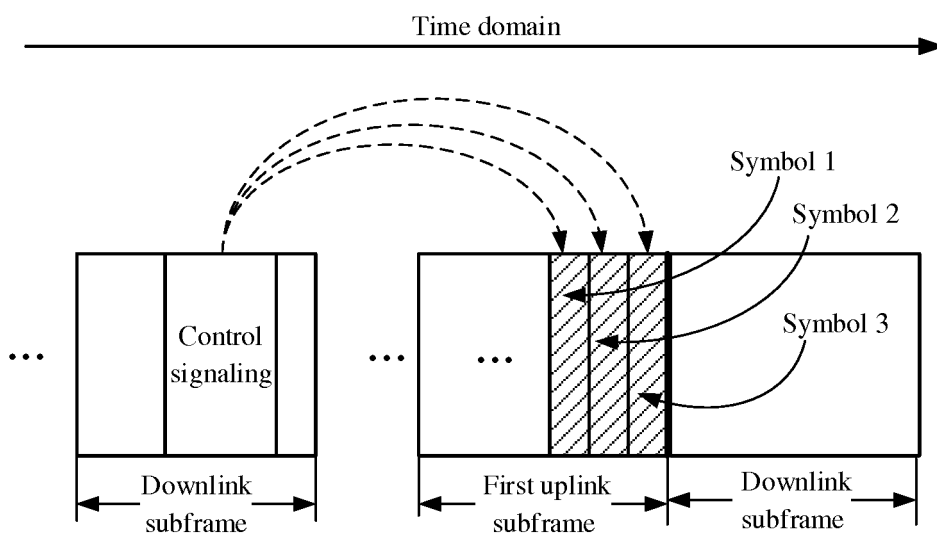 Time domain
Symbol 1
Symbol 2
Symbol 3
...
Control
signaling
...
...
Downlink
subframe
First uplink
subframe
Downlink
subframe